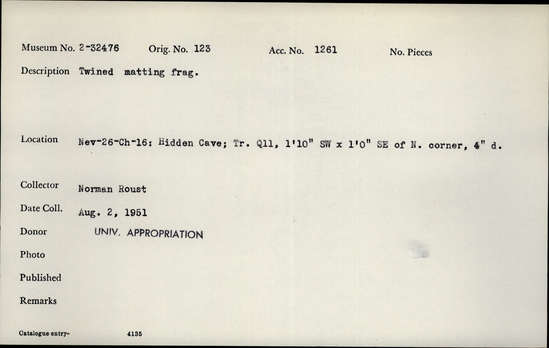 Museum No. 2-32476 Orig. No. 123 Acc. No. 1261 No. Pieces
Description Twined matting frag.
Location Nev-26-Ch-16: Hidden Cave; Tr. Q11, 1'10" SW x 1'0" SE of N. corner, 4" d.
Collector Norman Roust
Date Coll. Aug. 2, 1951
Donor UNIV. APPROPRIATION
Photo
Published
Remarks
Catalogue entry- 4135